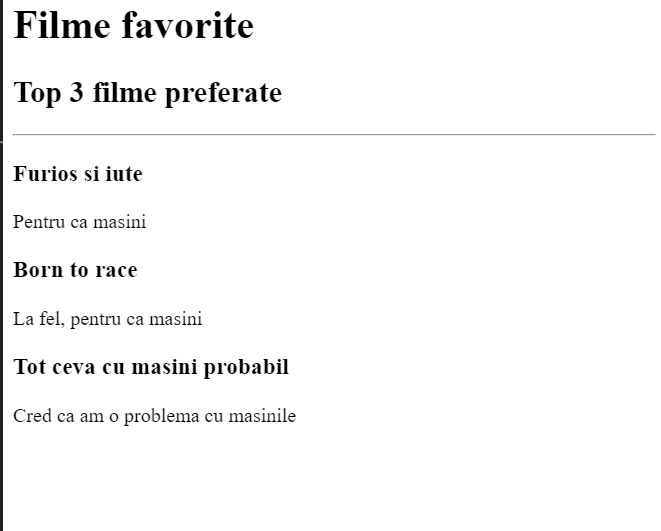 Filme favorite
Top 3 filme preferate
Furios si iute
Pentru ca masini
Born to race
La fel, pentru ca masini
Tot ceva cu masini probabil
Cred ca am o problema cu masinile